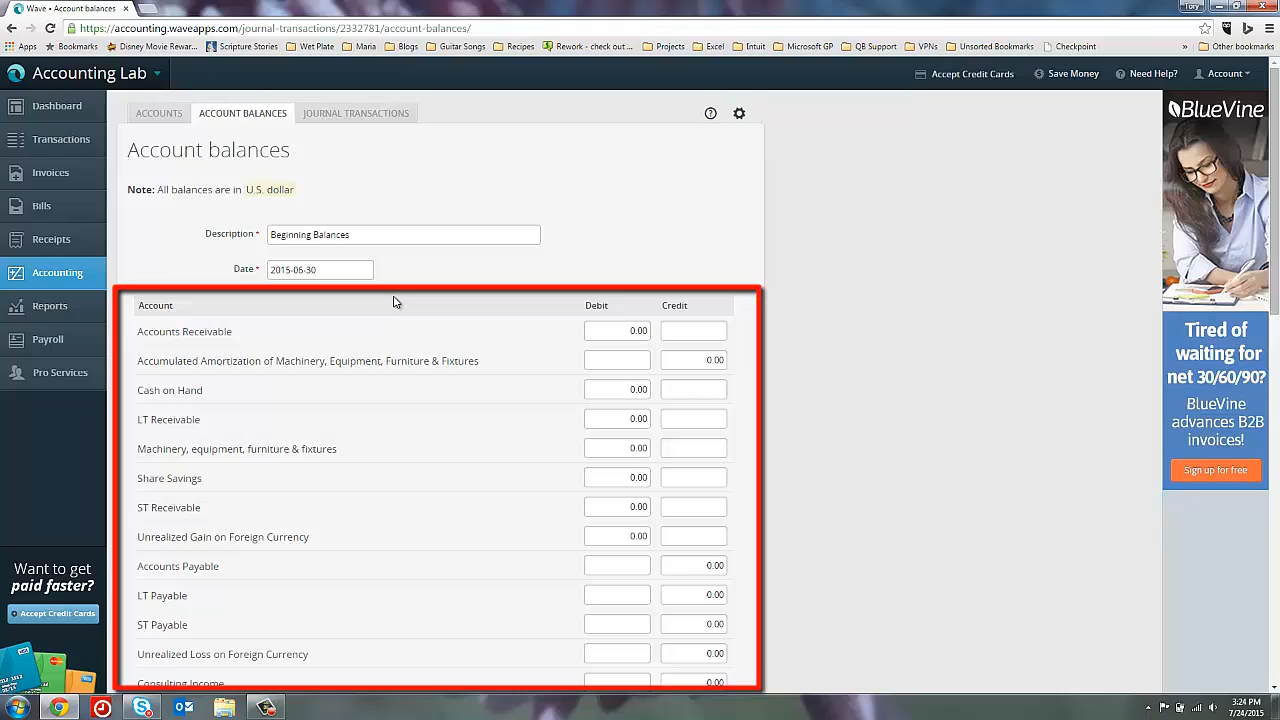 Wave • Account balances ×
Tory
https://accounting.waveapps.com/journal-transactions/2332781/account-balances/
Apps Bookmarks Disney Movie Rewar... Scripture Stories Wet Plate Maria Blogs Guitar Songs Recipes Rework - check out ... Projects Excel Intuit Microsoft GP QB Support VPNs Unsorted Bookmarks Checkpoint » Other bookmarks
Accounting Lab
Accept Credit Cards Save Money Need Help? Account
Dashboard
Transactions
Invoices
Bills
Receipts
Accounting
Reports
Payroll
Pro Services
Want to get
paid faster?
+ Accept Credit Cards
ACCOUNTS ACCOUNT BALANCES JOURNAL TRANSACTIONS
Account balances
Note: All balances are in U.S. dollar
Description * Beginning Balances
Date * 2015-06-30
Account Debit Credit
Accounts Receivable 0.00
Accumulated Amortization of Machinery, Equipment, Furniture & Fixtures 0.00
Cash on Hand 0.00
LT Receivable 0.00
Machinery, equipment, furniture & fixtures 0.00
Share Savings 0.00
ST Receivable 0.00
Unrealized Gain on Foreign Currency 0.00
Accounts Payable 0.00
LT Payable 0.00
ST Payable 0.00
Unrealized Loss on Foreign Currency 0.00
Consulting Income 0.00
BlueVine
Tired of
waiting for
net 30/60/90?
BlueVine
advances B2B
invoices!
Sign up for free
3:24 PM
7/24/2015